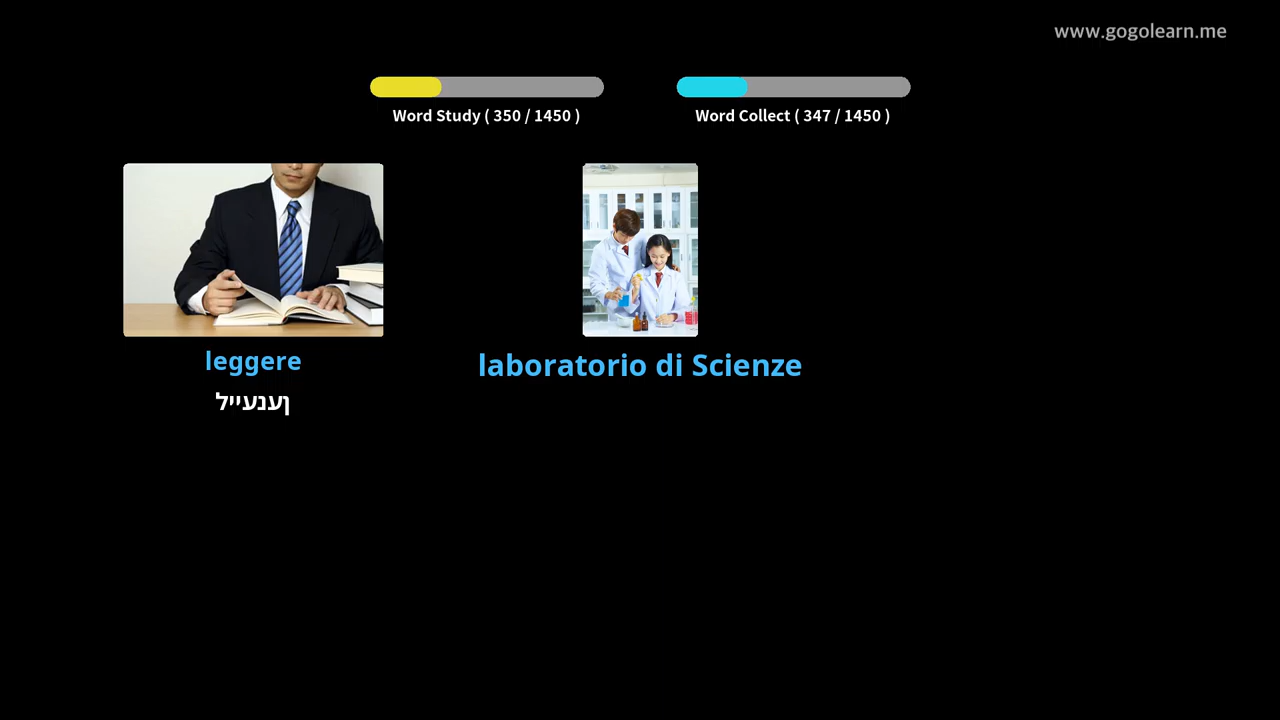 www.gogolearn.me
Word Study ( 350 / 1450 )
Word Collect ( 347 / 1450 )
leggere
לייענען
laboratorio di Scienze